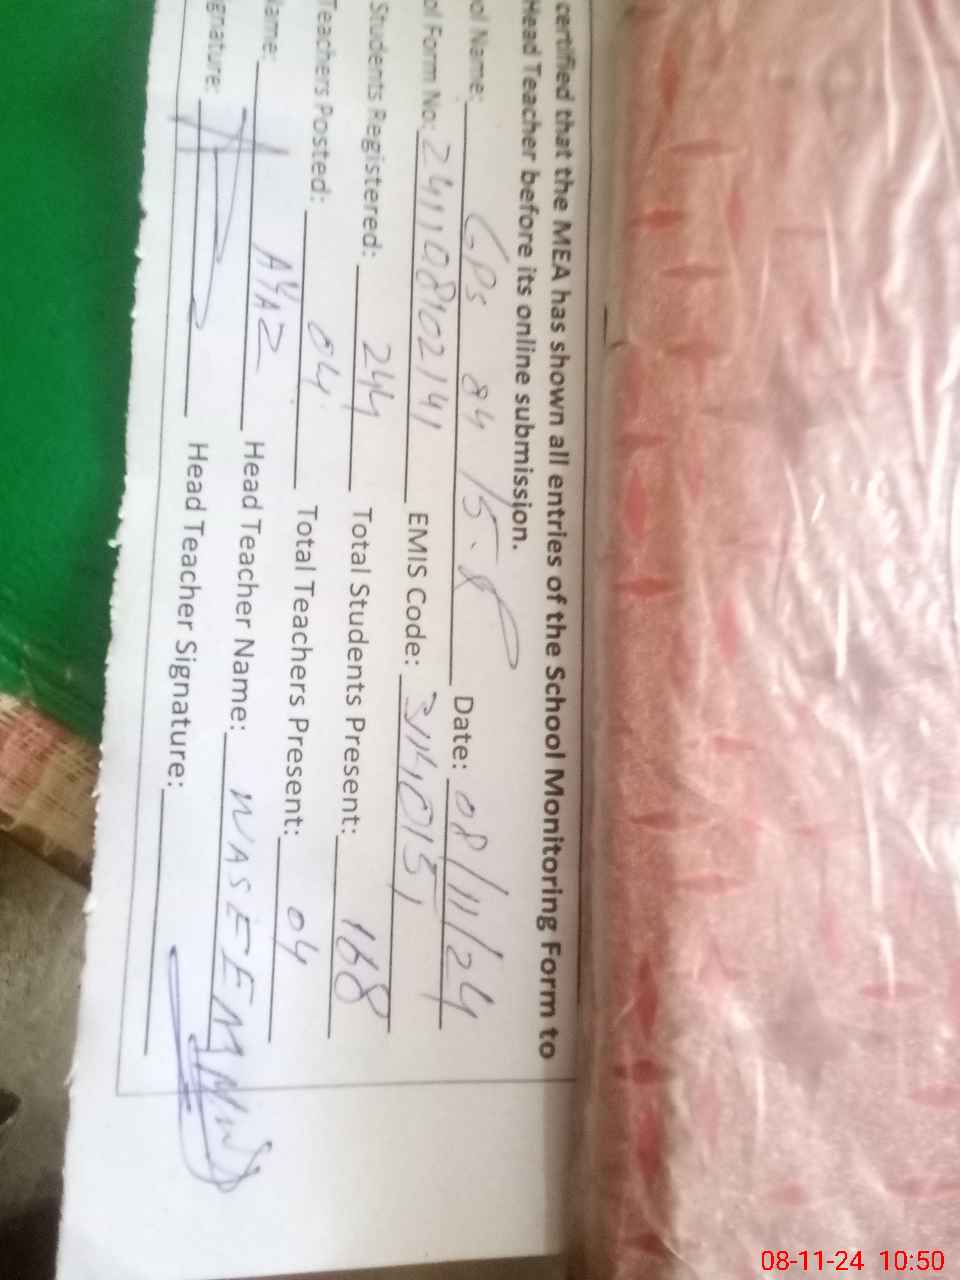 certified that the MEA has shown all entries of the School Monitoring Form to
Head Teacher before its online submission.
ol Name: GPS 84/5.R Date: 08/11/24
ol Form No: 241108102141 EMIS Code:
Students Registered: 244 Total Students Present: 168
Teachers Posted: 04 Total Teachers Present: 04
Name: AYAZ Head Teacher Name: WASEEM
gnature: Head Teacher Signature:
08-11-24 10:50